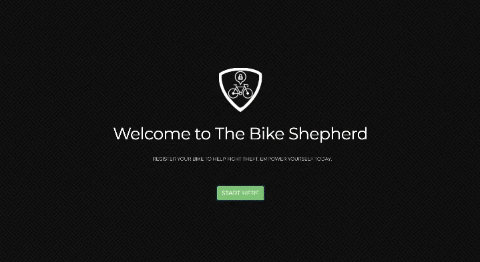 Welcome to The Bike Shepherd
REGISTER YOUR BIKE TO HELP FIGHT THEFT. EMPOWER YOURSELF TODAY.
START HERE